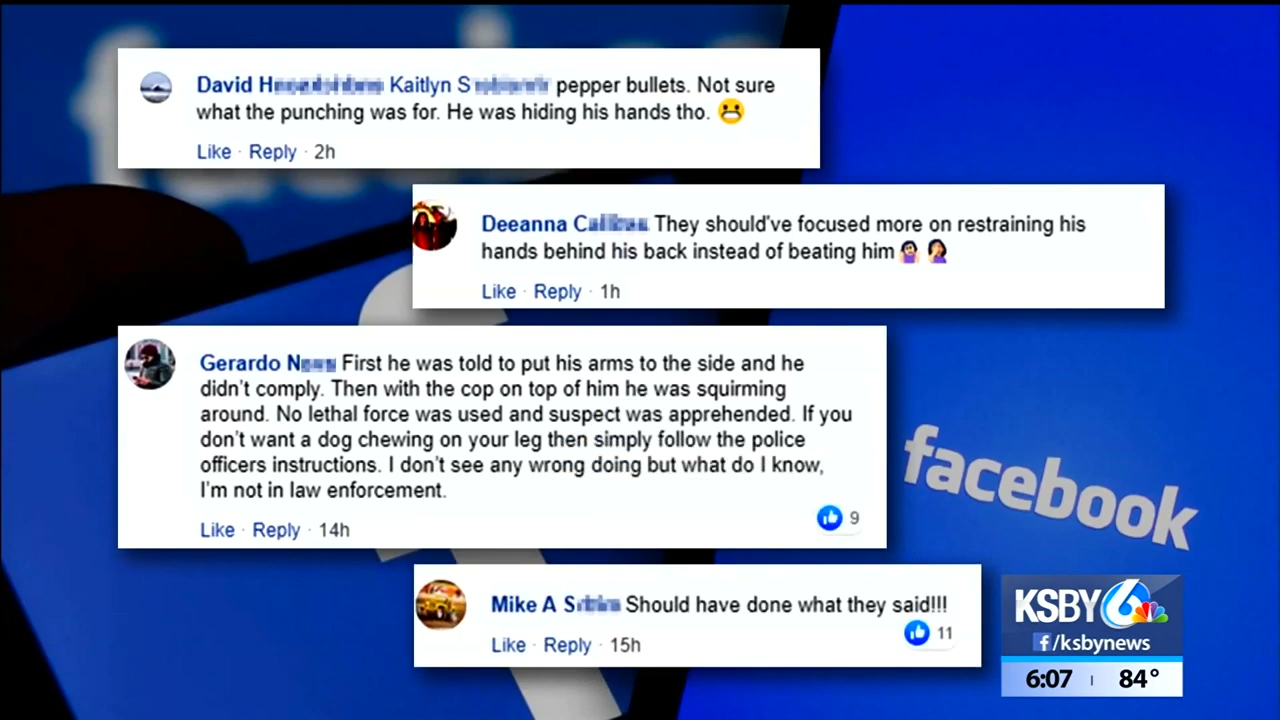 David H Kaitlyn S pepper bullets. Not sure
what the punching was for. He was hiding his hands tho. 😬
Like · Reply · 2h
Deeanna C They should've focused more on restraining his
hands behind his back instead of beating him🤷🏻‍♀️ 🤦🏻‍♀️
Like · Reply · 1h
Gerardo N First he was told to put his arms to the side and he
didn't comply. Then with the cop on top of him he was squirming
around. No lethal force was used and suspect was apprehended. If you
don't want a dog chewing on your leg then simply follow the police
officers instructions. I don't see any wrong doing but what do I know,
I'm not in law enforcement.
Like · Reply · 14h
9
facebook
Mike A S Should have done what they said!!!
11
Like · Reply · 15h
KSBY 6
f/ksbynews
6:07 | 84°